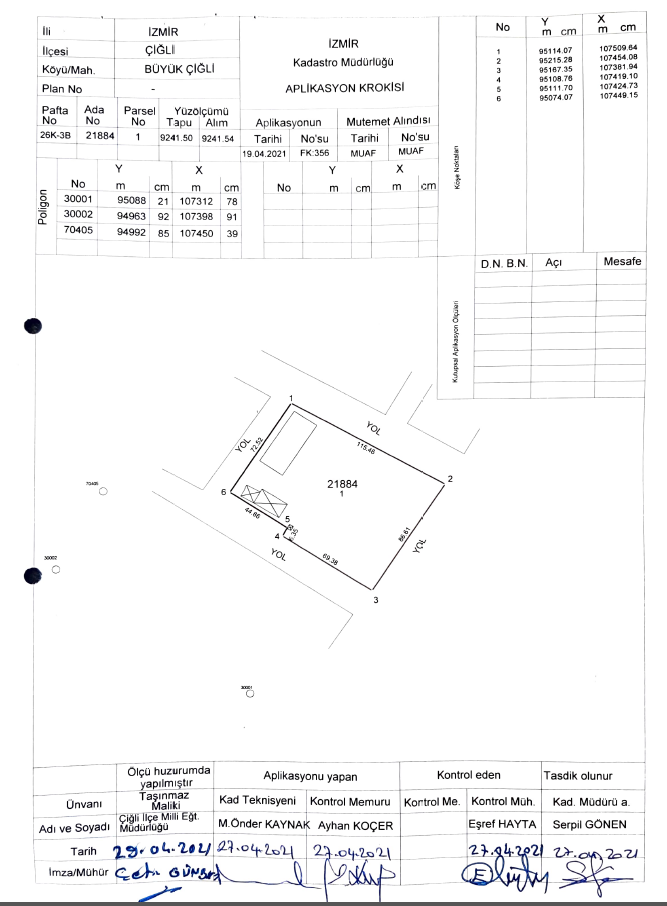 İli İZMİR
İlçesi ÇİĞLİ
Köyü/Mah. BÜYÜK ÇİĞLİ
Plan No -
İZMİR
Kadastro Müdürlüğü
APLİKASYON KROKİSİ
Pafta No Ada No Parsel No Yüzölçümü Tapu Alım
26K-3B 21884 1 9241.50 9241.54
Aplikasyonun Mutemet Alındısı
Tarihi No'su Tarihi No'su
19.04.2021 FK:356 MUAF MUAF
Poligon
Y X
No m cm m cm
30001 95088 21 107312 78
30002 94963 92 107398 91
70405 94992 85 107450 39
Y X
No m cm m cm
Köşe Noktaları
No Y X
m cm m cm
1 95114.07 107509.64
2 95215.28 107454.08
3 95167.35 107381.94
4 95108.76 107419.10
5 95111.70 107424.73
6 95074.07 107449.15
Kutupsal Aplikasyon Ölçüleri
D.N. B.N. Açı Mesafe
1
YOL
115.46
YOL
72.52
2
21884
1
70405
6
44.86
5
6.35
4
YOL
69.38
86.61
YOL
3
30002
30001
Ölçü huzurumda yapılmıştır
Aplikasyonu yapan
Kontrol eden
Tasdik olunur
Ünvanı Taşınmaz Maliki Kad Teknisyeni Kontrol Memuru Kontrol Me. Kontrol Müh. Kad. Müdürü a.
Adı ve Soyadı Çiğli İlçe Milli Eğt. Müdürlüğü M.Önder KAYNAK Ayhan KOÇER Eşref HAYTA Serpil GÖNEN
Tarih 29.04.2021 27.04.2021 27.04.2021 27.04.2021 27.04.2021
İmza/Mühür